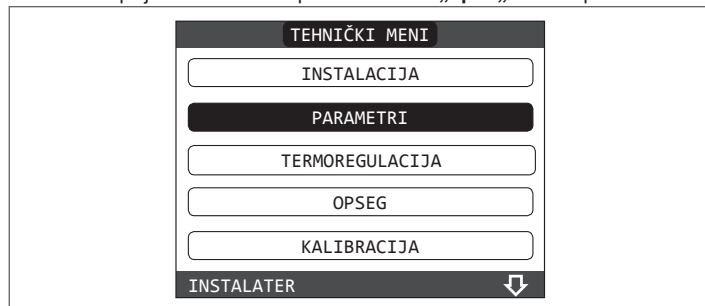 TEHNIČKI MENI
INSTALACIJA
PARAMETRI
TERMOREGULACIJA
OPSEG
KALIBRACIJA
INSTALATER